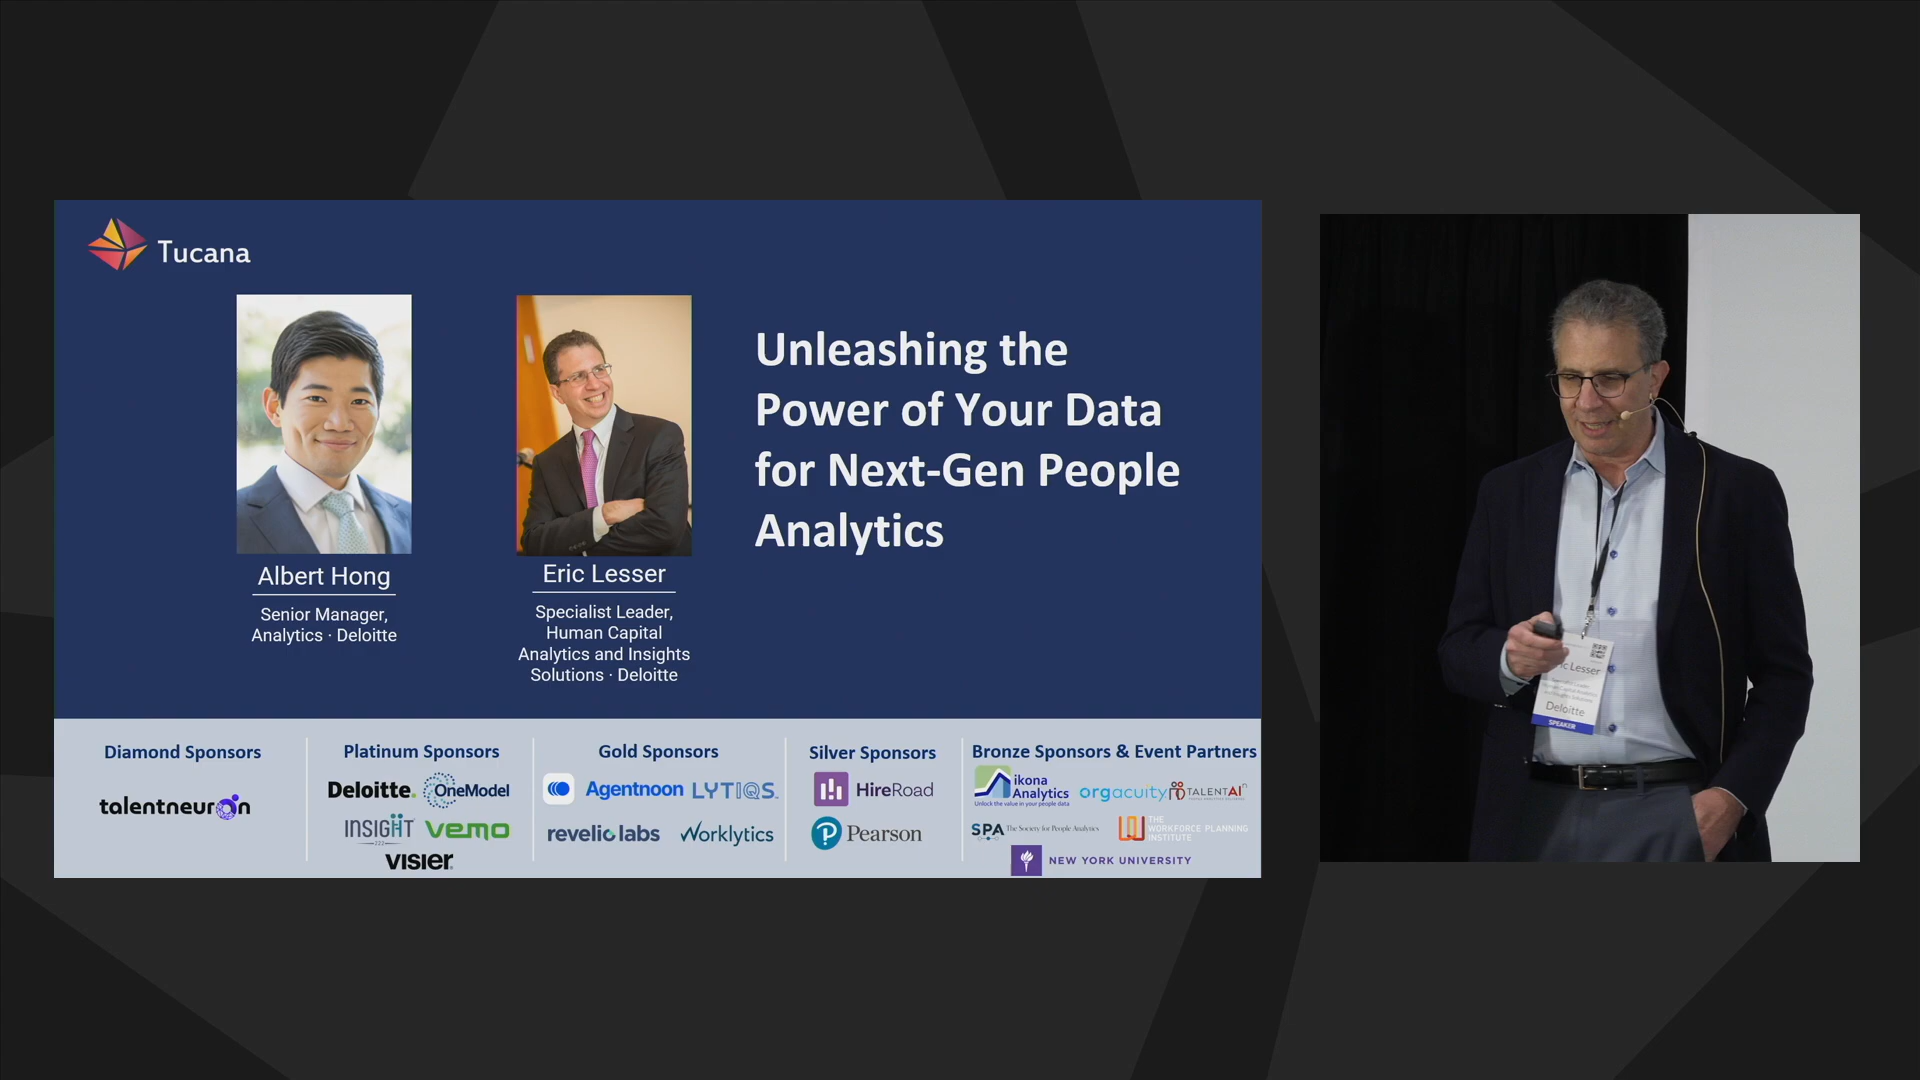 Tucana
Unleashing the
Power of Your Data
for Next-Gen People
Analytics
Albert Hong
Senior Manager,
Analytics · Deloitte
Eric Lesser
Specialist Leader,
Human Capital
Analytics and Insights
Solutions · Deloitte
Diamond Sponsors
talentneuron
Platinum Sponsors
Deloitte.
OneModel
INSIGHT
222
vemo
VISIER
Gold Sponsors
Agentnoon
LYTIQS
revelio labs
Worklytics
Silver Sponsors
HireRoad
Pearson
Bronze Sponsors & Event Partners
ikona
Analytics
Unlock the value in your people data
orgacuity
TALENTAI
SPA
The Society for People Analytics
THE
WORKFORCE PLANNING
INSTITUTE
NEW YORK UNIVERSITY
ric Lesser
Deloitte
SPEAKER